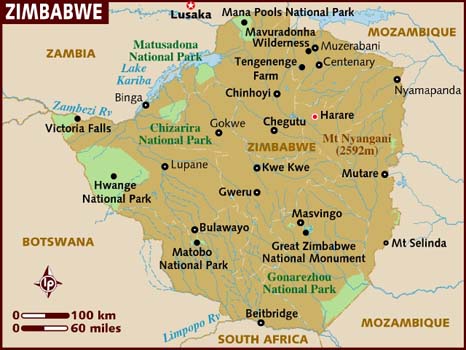 ZIMBABWE
Lusaka
Mana Pools National Park
ZAMBIA
Matusadona
National Park
Mavuradonha
Wilderness
Muzerabani
MOZAMBIQUE
Centenary
Tengenenge
Farm
Lake
Kariba
Nyamapanda
Binga
Chinhoyi
Zambezi Rv
Victoria Falls
Chizarira
National Park
Gokwe
Chegutu
Harare
ZIMBABWE
Mt Nyangani
(2592m)
Lupane
Kwe Kwe
Mutare
Hwange
National Park
Gweru
Masvingo
Bulawayo
BOTSWANA
Matobo
National Park
Great Zimbabwe
National Monument
Mt Selinda
Gonarezhou
National Park
LP
100 km
60 miles
Limpopo Rv
Beitbridge
SOUTH AFRICA
MOZAMBIQUE